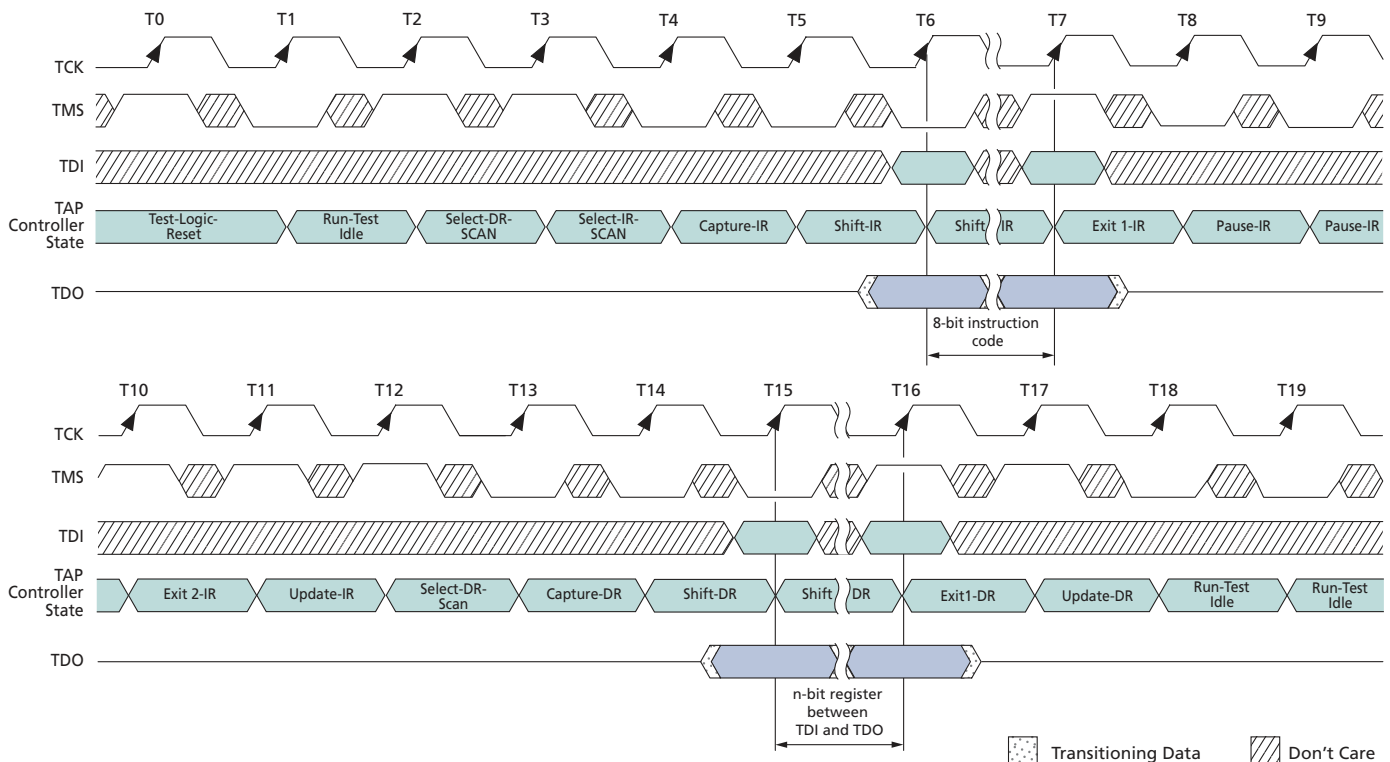 T0 T1 T2 T3 T4 T5 T6 T7 T8 T9
TCK
TMS
TDI
TAP
Controller
State
Test-Logic-
Reset
Run-Test
Idle
Select-DR-
SCAN
Select-IR-
SCAN
Capture-IR
Shift-IR
Shift IR
Exit 1-IR
Pause-IR
Pause-IR
TDO
8-bit instruction
code
T10 T11 T12 T13 T14 T15 T16 T17 T18 T19
TCK
TMS
TDI
TAP
Controller
State
Exit 2-IR
Update-IR
Select-DR-
Scan
Capture-DR
Shift-DR
Shift DR
Exit1-DR
Update-DR
Run-Test
Idle
Run-Test
Idle
TDO
n-bit register
between
TDI and TDO
Transitioning Data
Don't Care